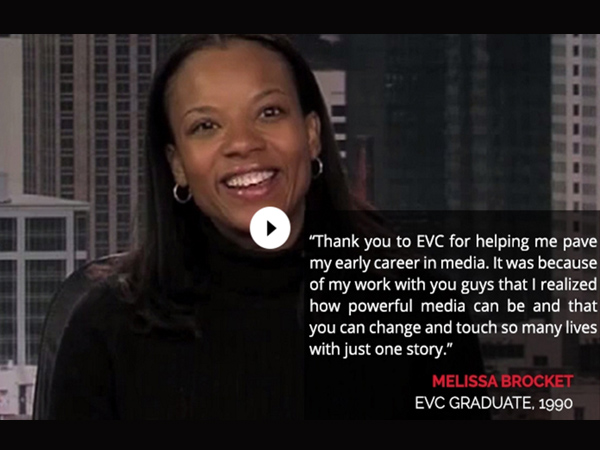 “Thank you to EVC for helping me pave
my early career in media. It was because
of my work with you guys that I realized
how powerful media can be and that
you can change and touch so many lives
with just one story.”
MELISSA BROCKET
EVC GRADUATE, 1990